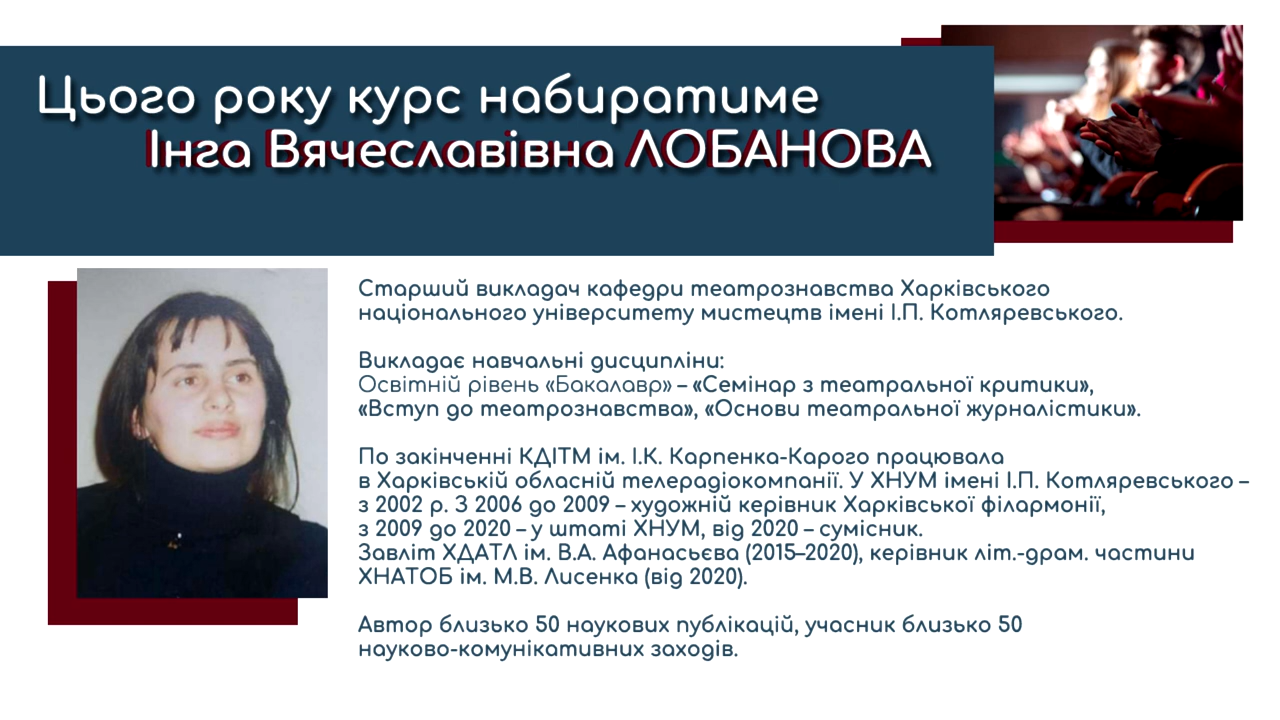 Цього року курс набиратиме
Інга Вячеславівна ЛОБАНОВА
Старший викладач кафедри театрознавства Харківського
національного університету мистецтв імені І.П. Котляревського.
Викладає навчальні дисципліни:
Освітній рівень «Бакалавр» – «Семінар з театральної критики»,
«Вступ до театрознавства», «Основи театральної журналістики».
По закінченні КДІТМ ім. І.К. Карпенка-Карого працювала
в Харківській обласній телерадіокомпанії. У ХНУМ імені І.П. Котляревського –
з 2002 р. З 2006 до 2009 – художній керівник Харківської філармонії,
з 2009 до 2020 – у штаті ХНУМ, від 2020 – сумісник.
Завліт ХДАТЛ ім. В.А. Афанасьєва (2015–2020), керівник літ.-драм. частини
ХНАТОБ ім. М.В. Лисенка (від 2020).
Автор близько 50 наукових публікацій, учасник близько 50
науково-комунікативних заходів.